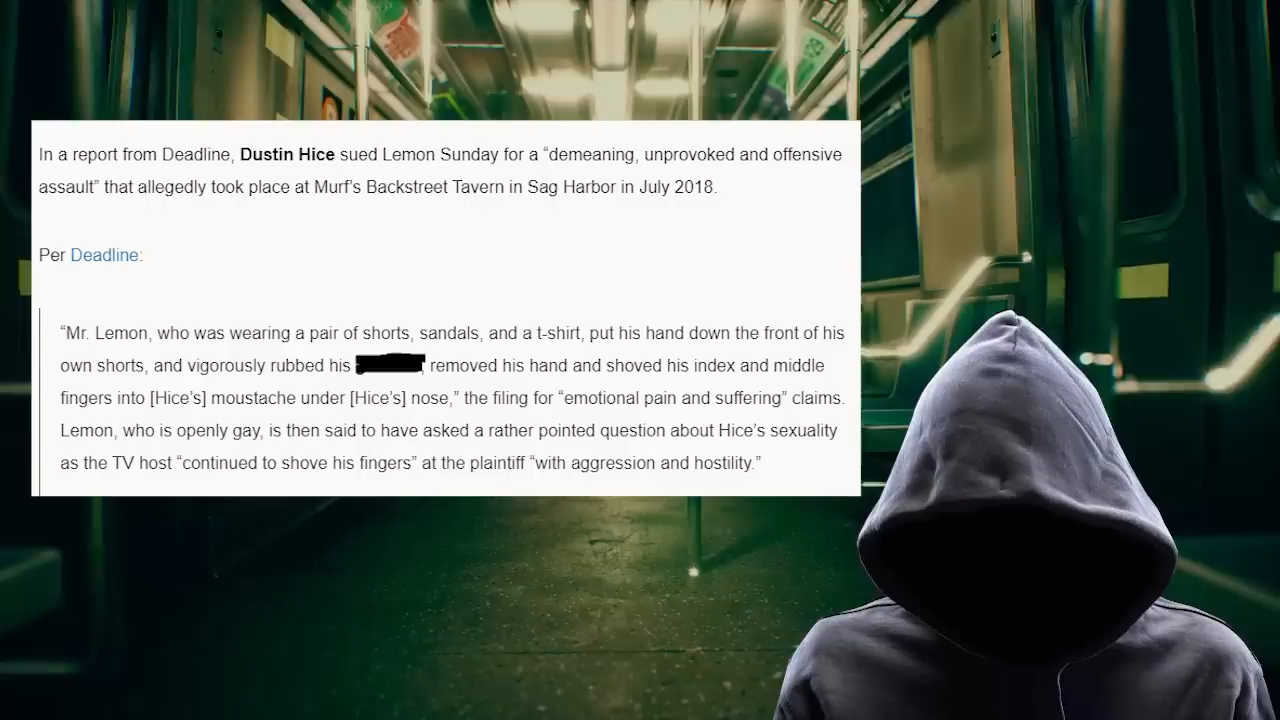 In a report from Deadline, Dustin Hice sued Lemon Sunday for a “demeaning, unprovoked and offensive
assault” that allegedly took place at Murf’s Backstreet Tavern in Sag Harbor in July 2018.
Per Deadline:
“Mr. Lemon, who was wearing a pair of shorts, sandals, and a t-shirt, put his hand down the front of his
own shorts, and vigorously rubbed his , removed his hand and shoved his index and middle
fingers into [Hice’s] moustache under [Hice’s] nose,” the filing for “emotional pain and suffering” claims.
Lemon, who is openly gay, is then said to have asked a rather pointed question about Hice’s sexuality
as the TV host “continued to shove his fingers” at the plaintiff “with aggression and hostility.”